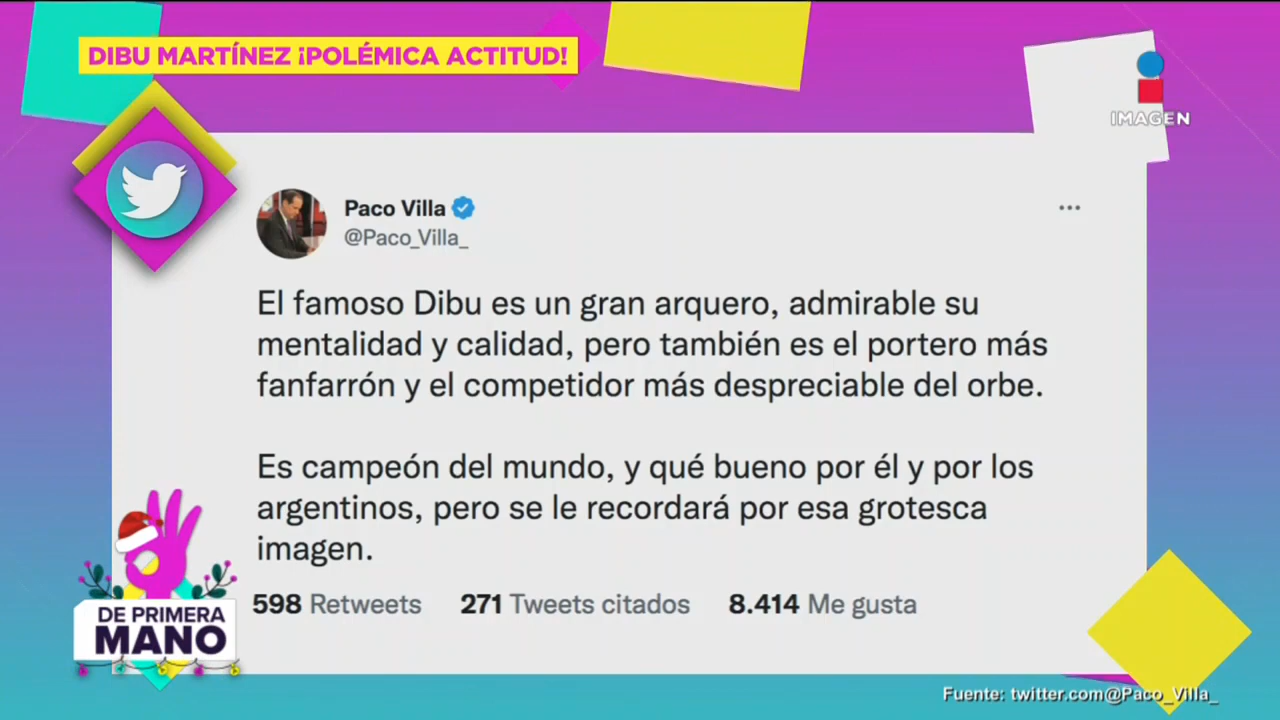 DIBU MARTÍNEZ ¡POLÉMICA ACTITUD!
IMAGEN
Paco Villa
@Paco_Villa_
El famoso Dibu es un gran arquero, admirable su
mentalidad y calidad, pero también es el portero más
fanfarrón y el competidor más despreciable del orbe.
Es campeón del mundo, y qué bueno por él y por los
argentinos, pero se le recordará por esa grotesca
imagen.
598 Retweets 271 Tweets citados 8.414 Me gusta
DE PRIMERA
MANO
Fuente: twitter.com@Paco_Villa_